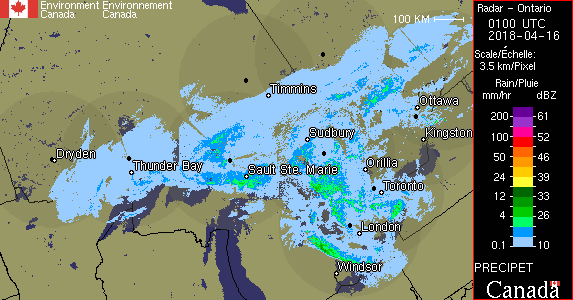 Environment Environnement
Canada Canada
100 KM
Timmins
Ottawa
Sudbury
Kingston
Dryden
Thunder Bay
Sault Ste. Marie
Orillia
Toronto
London
Windsor
Radar - Ontario
0100 UTC
2018-04-16
Scale/Échelle:
3.5 km/Pixel
Rain/Pluie
mm/hr dBZ
200 61
100 52
50 46
24 39
12 33
4 26
0.1 10
PRECIPET
Canada